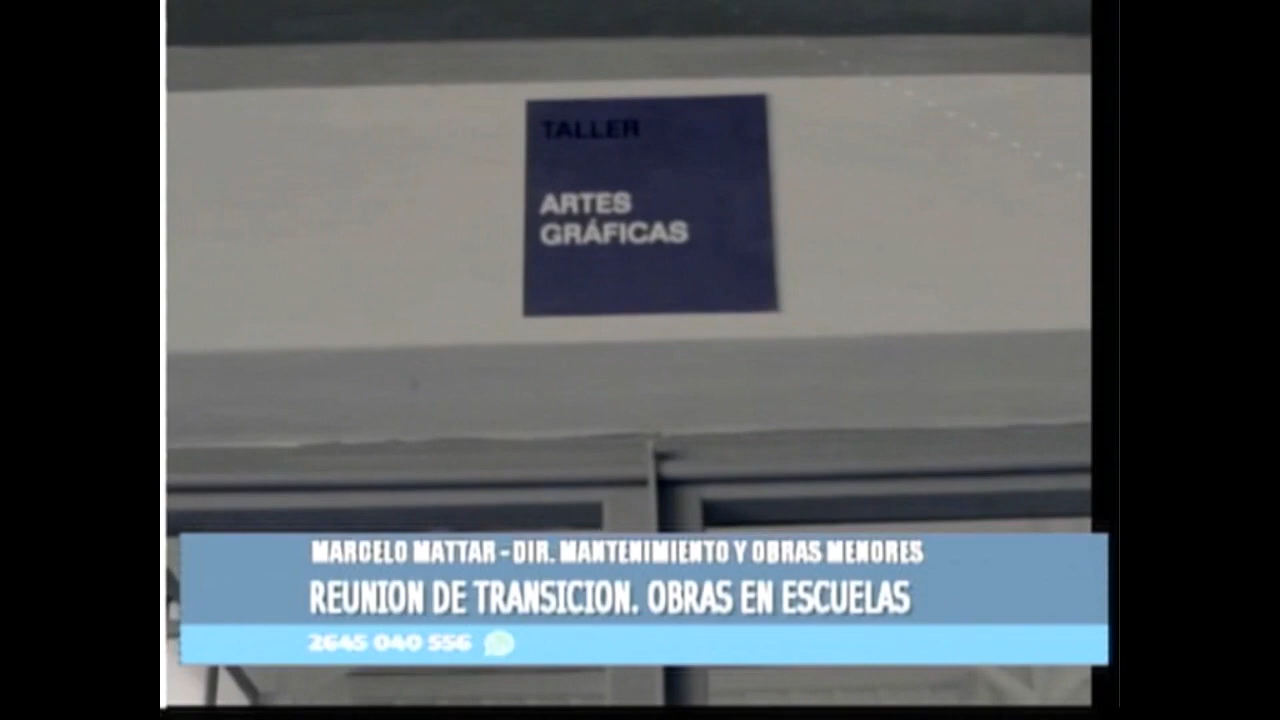 TALLER
ARTES
GRÁFICAS
MARCELO MATTAR - DIR. MANTENIMIENTO Y OBRAS MENORES
REUNION DE TRANSICION. OBRAS EN ESCUELAS
2645 040 556